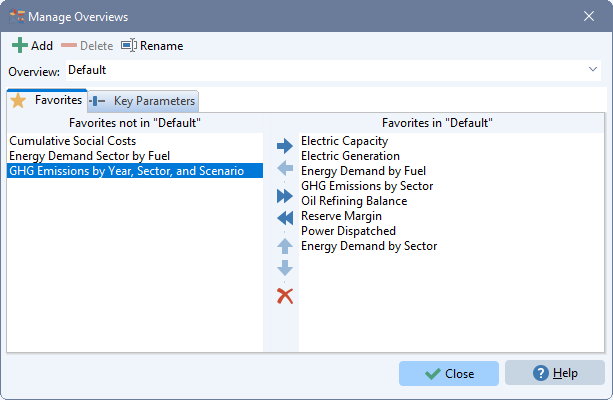 Manage Overviews
Add Delete Rename
Overview: Default
Favorites Key Parameters
Favorites not in "Default"
Cumulative Social Costs
Energy Demand Sector by Fuel
GHG Emissions by Year, Sector, and Scenario
Favorites in "Default"
Electric Capacity
Electric Generation
Energy Demand by Fuel
GHG Emissions by Sector
Oil Refining Balance
Reserve Margin
Power Dispatched
Energy Demand by Sector
Close Help